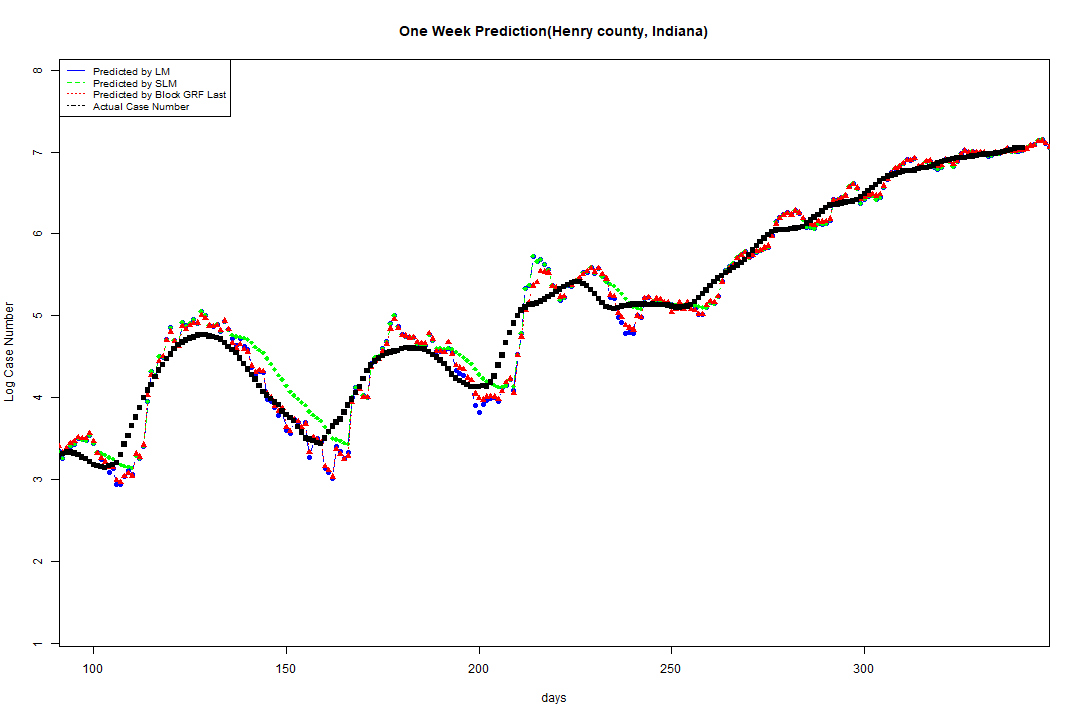 One Week Prediction(Henry county, Indiana)
Predicted by LM
Predicted by SLM
Predicted by Block GRF Last
Actual Case Number
8
7
6
5
4
3
2
1
Log Case Number
100 150 200 250 300
days